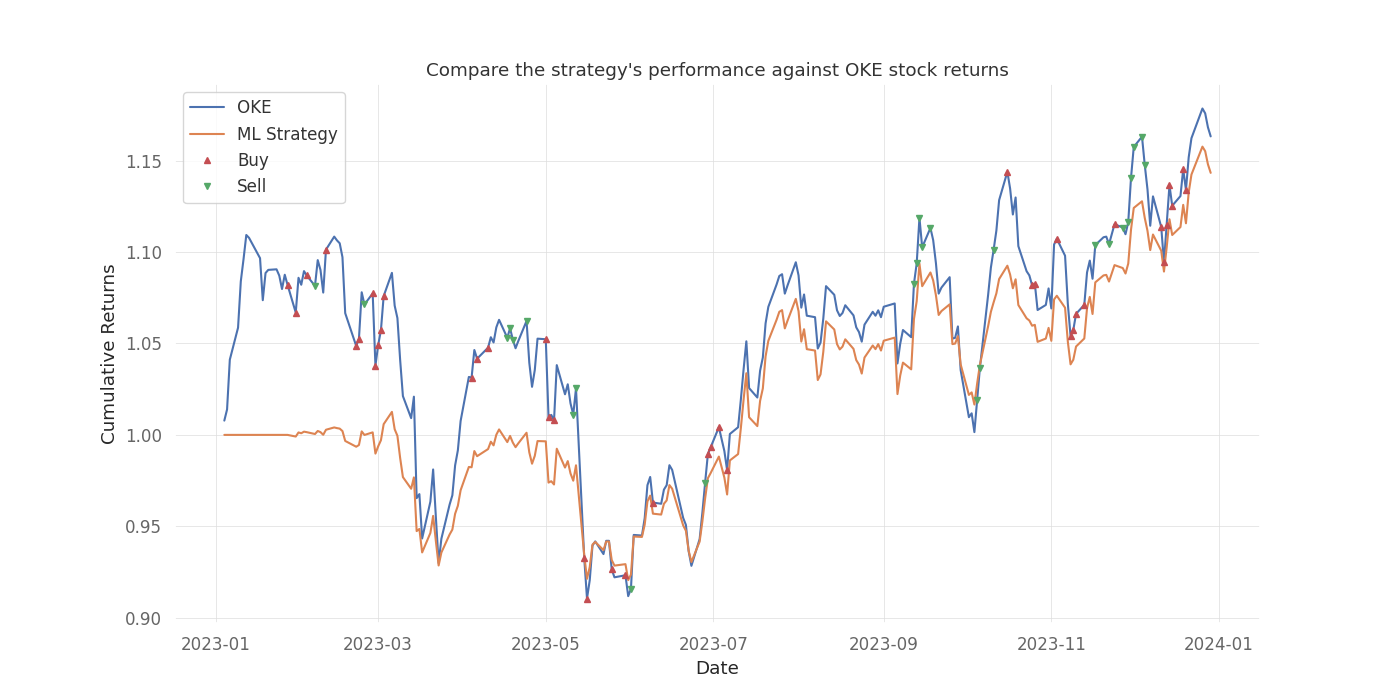 Compare the strategy's performance against OKE stock returns
OKE
ML Strategy
Buy
Sell
Cumulative Returns
1.15
1.10
1.05
1.00
0.95
0.90
2023-01
2023-03
2023-05
2023-07
2023-09
2023-11
2024-01
Date